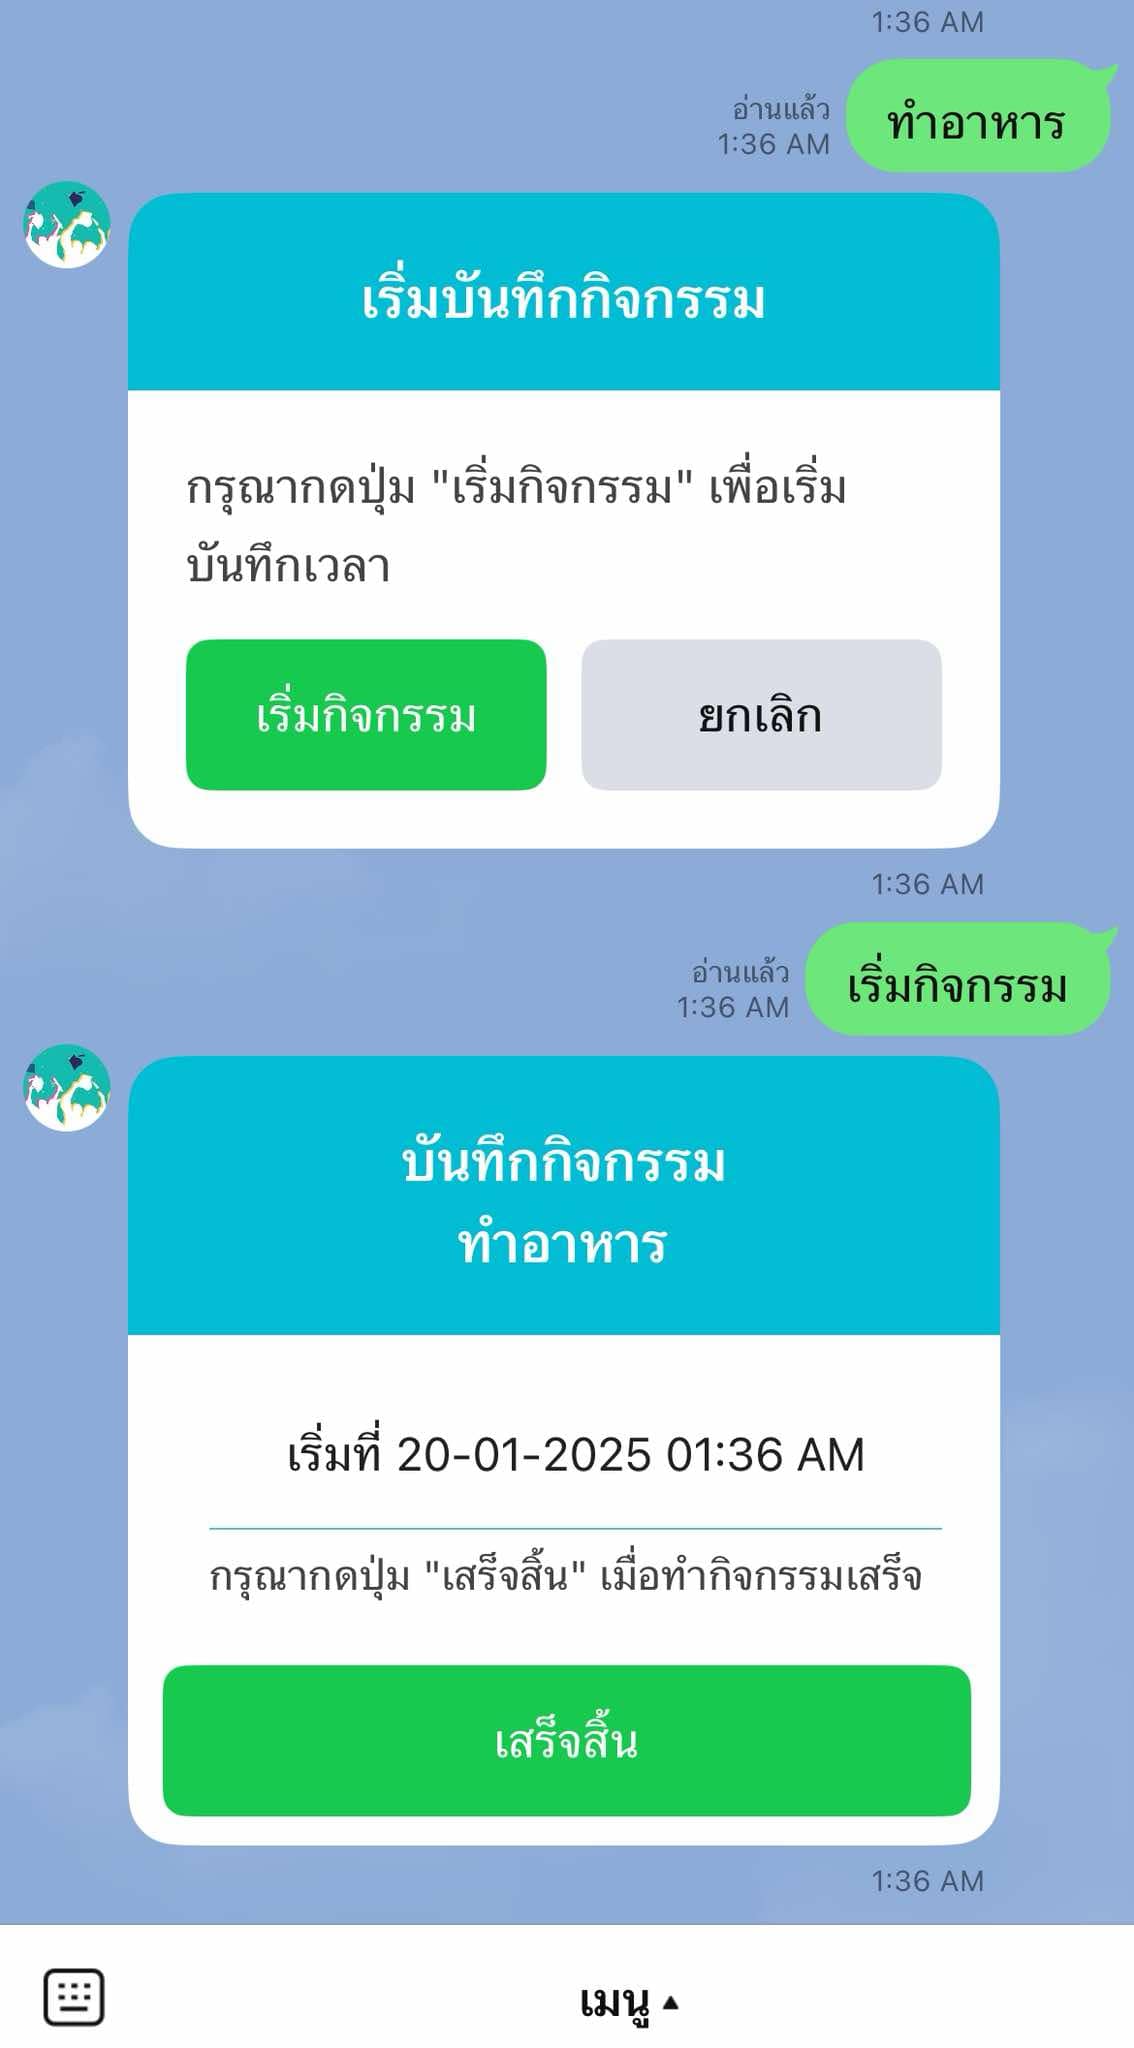 1:36 AM
อ่านแล้ว
1:36 AM
ทำอาหาร
เริ่มบันทึกกิจกรรม
กรุณากดปุ่ม "เริ่มกิจกรรม" เพื่อเริ่ม
บันทึกเวลา
เริ่มกิจกรรม
ยกเลิก
1:36 AM
อ่านแล้ว
1:36 AM
เริ่มกิจกรรม
บันทึกกิจกรรม
ทำอาหาร
เริ่มที่ 20-01-2025 01:36 AM
กรุณากดปุ่ม "เสร็จสิ้น" เมื่อทำกิจกรรมเสร็จ
เสร็จสิ้น
1:36 AM
เมนู